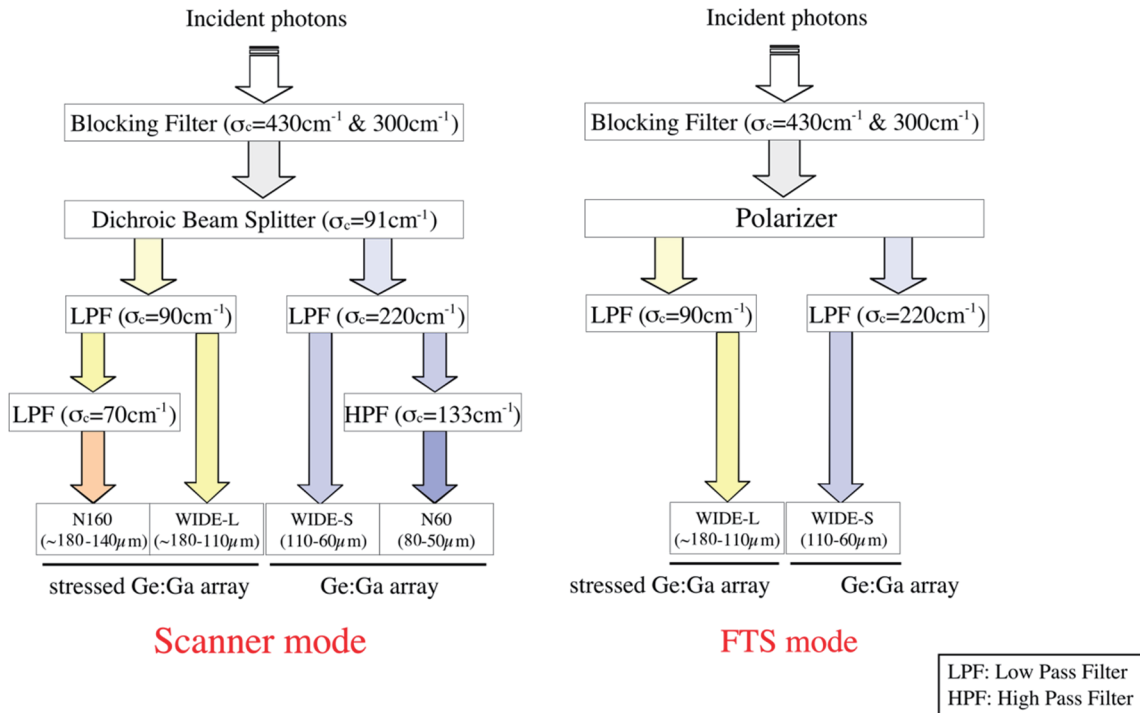 Incident photons
Blocking Filter (σc=430cm⁻¹ & 300cm⁻¹)
Dichroic Beam Splitter (σc=91cm⁻¹)
LPF (σc=90cm⁻¹)
LPF (σc=220cm⁻¹)
LPF (σc=70cm⁻¹)
HPF (σc=133cm⁻¹)
N160
(~180-140µm)
WIDE-L
(~180-110µm)
WIDE-S
(110-60µm)
N60
(80-50µm)
stressed Ge:Ga array
Ge:Ga array
Scanner mode
Incident photons
Blocking Filter (σc=430cm⁻¹ & 300cm⁻¹)
Polarizer
LPF (σc=90cm⁻¹)
LPF (σc=220cm⁻¹)
WIDE-L
(~180-110µm)
WIDE-S
(110-60µm)
stressed Ge:Ga array
Ge:Ga array
FTS mode
LPF: Low Pass Filter
HPF: High Pass Filter